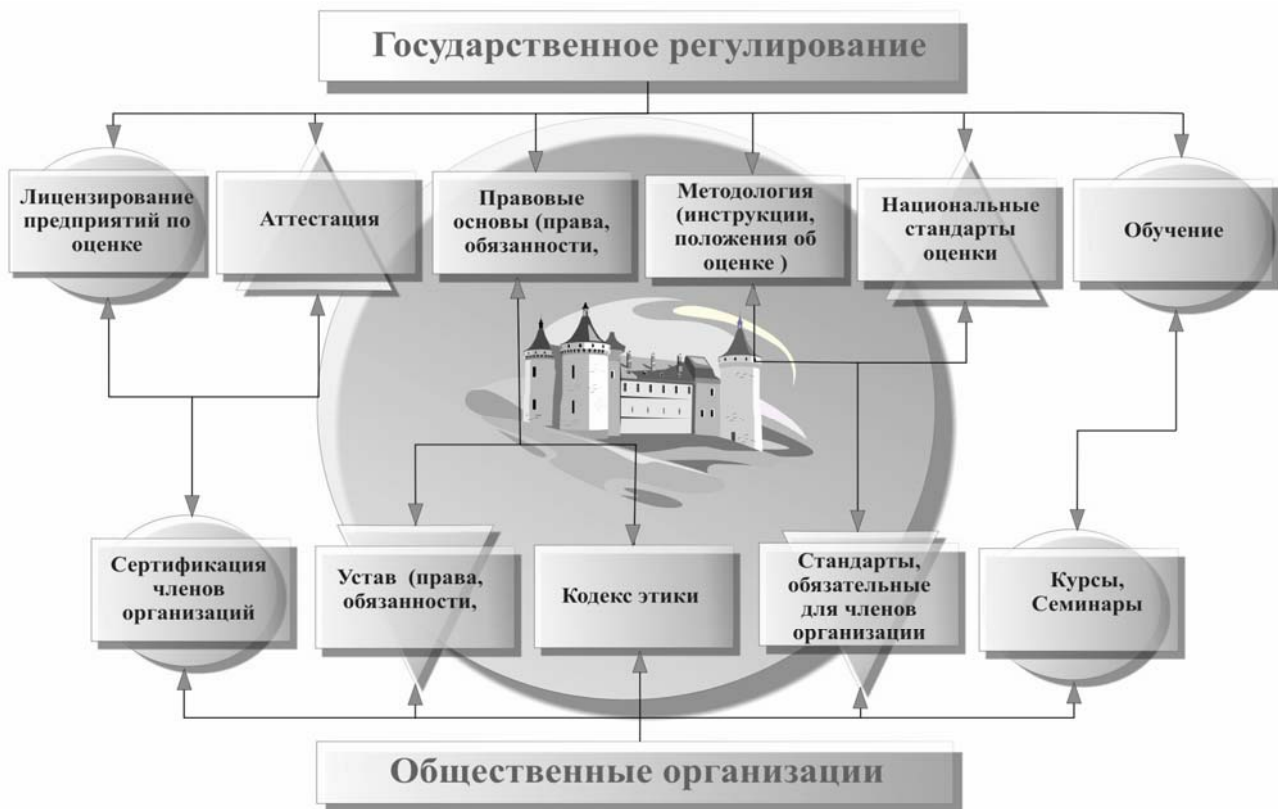 Государственное регулирование
Лицензирование
предприятий по
оценке
Аттестация
Правовые
основы (права,
обязанности,
Методология
(инструкции,
положения об
оценке )
Национальные
стандарты
оценки
Обучение
Сертификация
членов
организаций
Устав (права,
обязанности,
Кодекс этики
Стандарты,
обязательные
для членов
организации
Курсы,
Семинары
Общественные организации